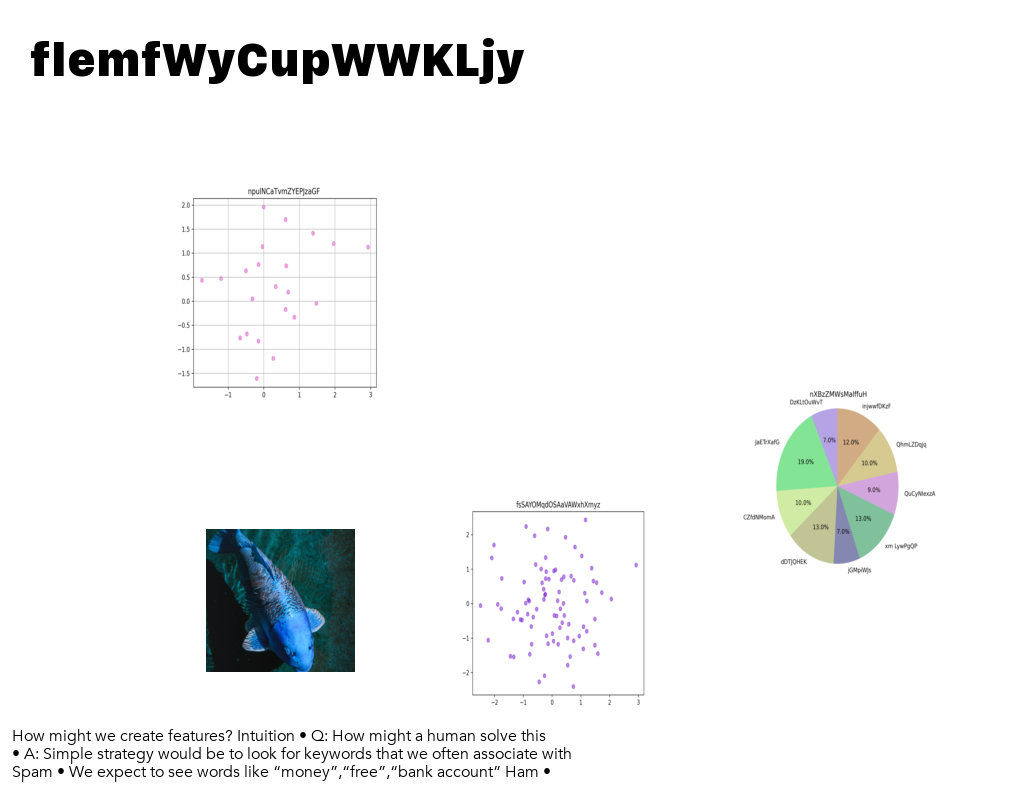 flemfWyCupWWKLjy
npulNCaTvmZYEPJzaGF
2.0
1.5
1.0
0.5
0.0
−0.5
−1.0
−1.5
−1 0 1 2 3
nXBzZMWsMaIffuH
DzKLtOuWvT
injwwfDKzF
JaETrXafG
QhmLZDqjq
7.0% 12.0%
19.0% 10.0%
10.0% 9.0%
QuCyNlexzA
CZfdNMomA
13.0% 7.0% 13.0%
xm LywPgQP
dDTJQHEK
jGMpiWJs
fsSAYOMqdOSAaVAWxhXmyz
2
1
0
−1
−2
−2 −1 0 1 2 3
How might we create features? Intuition • Q: How might a human solve this
• A: Simple strategy would be to look for keywords that we often associate with
Spam • We expect to see words like “money”,“free”,“bank account” Ham •